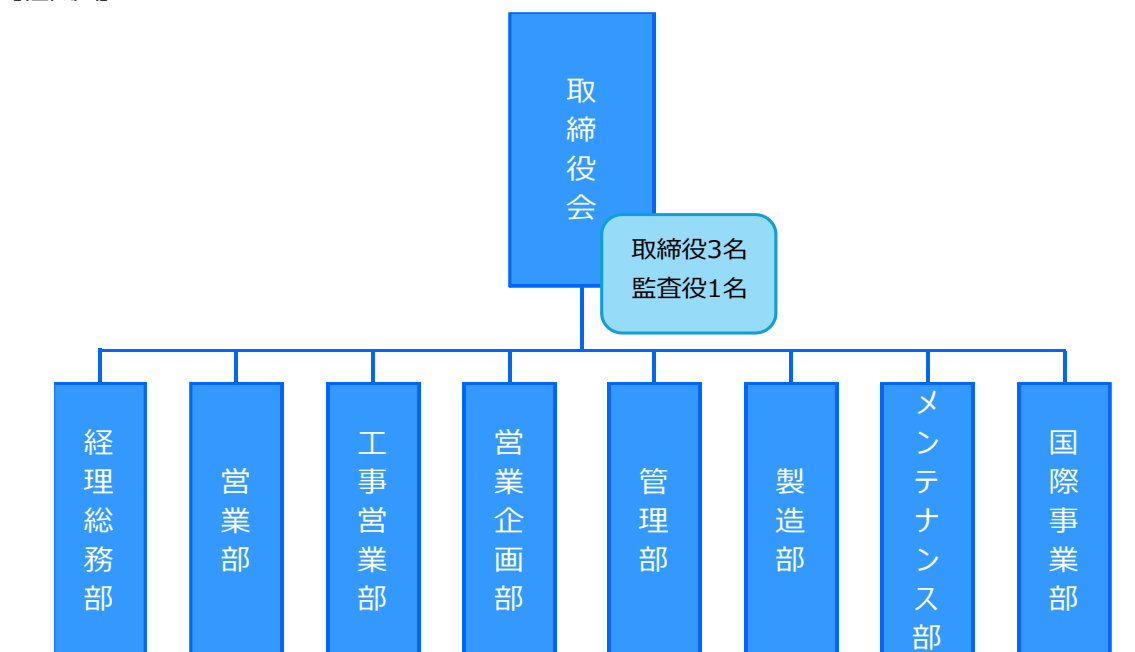 取締役会
取締役3名
監査役1名
経理総務部
営業部
工事営業部
営業企画部
管理部
製造部
メンテナンス部
国際事業部